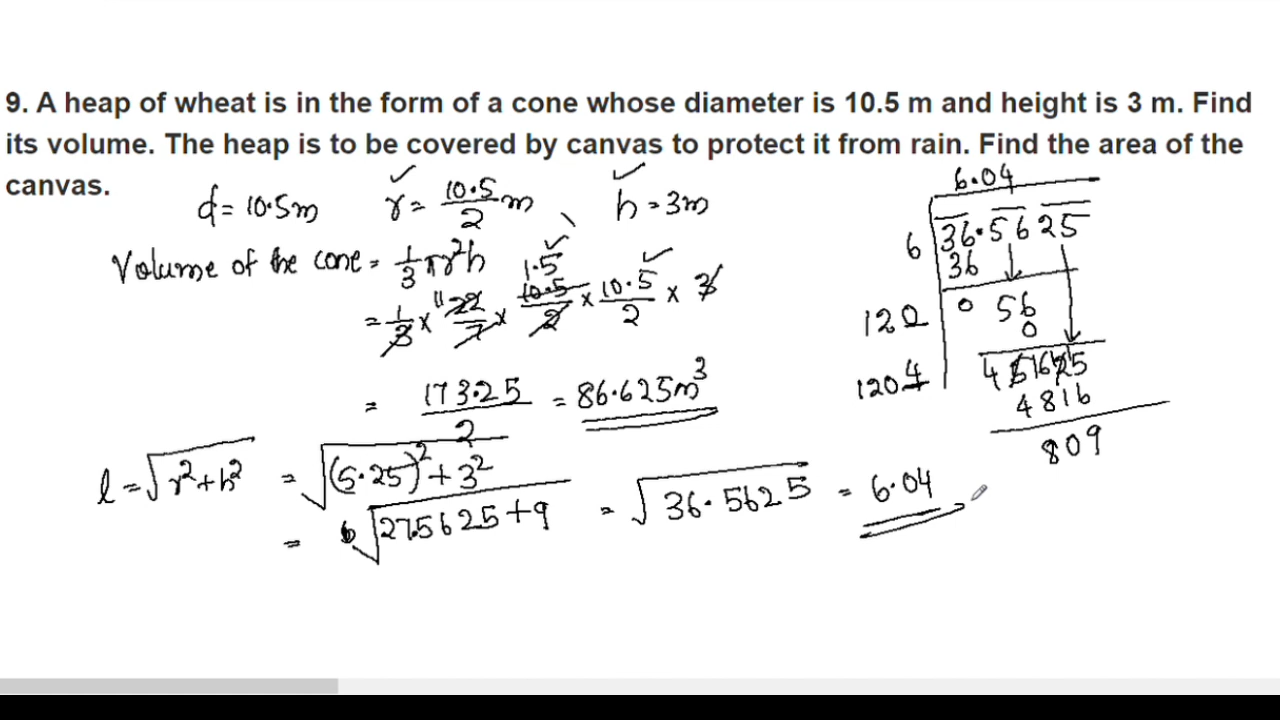 9. A heap of wheat is in the form of a cone whose diameter is 10.5 m and height is 3 m. Find
its volume. The heap is to be covered by canvas to protect it from rain. Find the area of the
canvas.
d = 10.5m r = 10.5/2 m, h = 3m
Volume of the cone = 1/3 πr²h
1.5
= 1/3 × 11 22/7 × 10.5/2 × 10.5/2 × 3
= 173.25/2 = 86.625m³
l = √r²+h² = √(5.25)²+3²
= √27.5625+9 = √36.5625 = 6.04
6.04
6 36.5625
36
120 0 56
0
1204
4816
809